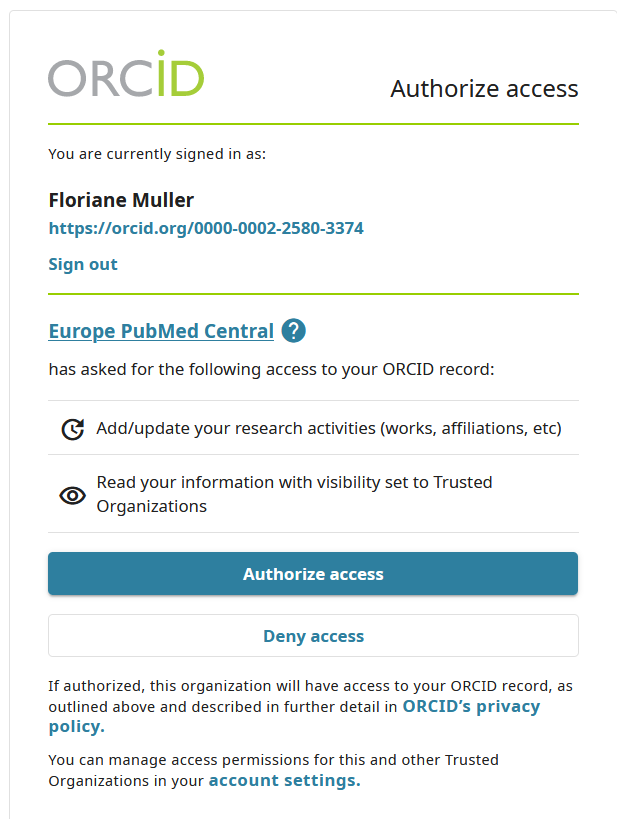 ORCiD
Authorize access
You are currently signed in as:
Floriane Muller
https://orcid.org/0000-0002-2580-3374
Sign out
Europe PubMed Central ?
has asked for the following access to your ORCID record:
Add/update your research activities (works, affiliations, etc)
Read your information with visibility set to Trusted
Organizations
Authorize access
Deny access
If authorized, this organization will have access to your ORCID record, as
outlined above and described in further detail in ORCID’s privacy
policy.
You can manage access permissions for this and other Trusted
Organizations in your account settings.